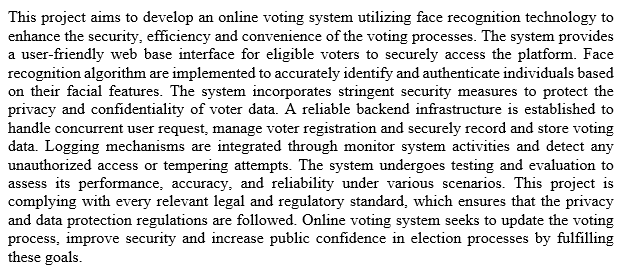 This project aims to develop an online voting system utilizing face recognition technology to
enhance the security, efficiency and convenience of the voting processes. The system provides
a user-friendly web base interface for eligible voters to securely access the platform. Face
recognition algorithm are implemented to accurately identify and authenticate individuals based
on their facial features. The system incorporates stringent security measures to protect the
privacy and confidentiality of voter data. A reliable backend infrastructure is established to
handle concurrent user request, manage voter registration and securely record and store voting
data. Logging mechanisms are integrated through monitor system activities and detect any
unauthorized access or tempering attempts. The system undergoes testing and evaluation to
assess its performance, accuracy, and reliability under various scenarios. This project is
complying with every relevant legal and regulatory standard, which ensures that the privacy
and data protection regulations are followed. Online voting system seeks to update the voting
process, improve security and increase public confidence in election processes by fulfilling
these goals.